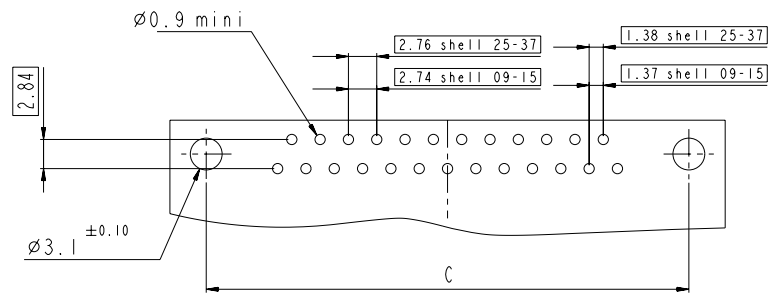 Ø0.9 mini
2.76 shell 25-37
1.38 shell 25-37
2.74 shell 09-15
1.37 shell 09-15
2.84
Ø3.1 ±0.10
C